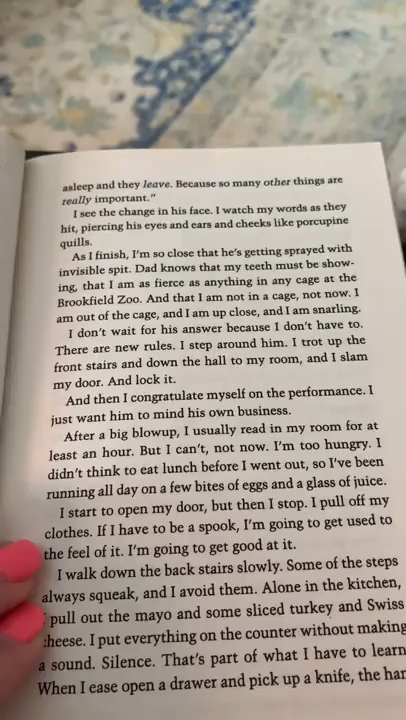 asleep and they leave. Because so many other things are
really important."
I see the change in his face. I watch my words as they
hit, piercing his eyes and ears and cheeks like porcupine
quills.
As I finish, I'm so close that he's getting sprayed with
invisible spit. Dad knows that my teeth must be show-
ing, that I am as fierce as anything in any cage at the
Brookfield Zoo. And that I am not in a cage, not now. I
am out of the cage, and I am up close, and I am snarling.
I don't wait for his answer because I don't have to.
There are new rules. I step around him. I trot up the
front stairs and down the hall to my room, and I slam
my door. And lock it.
And then I congratulate myself on the performance. I
just want him to mind his own business.
After a big blowup, I usually read in my room for at
least an hour. But I can't, not now. I'm too hungry. I
didn't think to eat lunch before I went out, so I've been
running all day on a few bites of eggs and a glass of juice.
I start to open my door, but then I stop. I pull off my
clothes. If I have to be a spook, I'm going to get used to
the feel of it. I'm going to get good at it.
I walk down the back stairs slowly. Some of the steps
always squeak, and I avoid them. Alone in the kitchen,
I pull out the mayo and some sliced turkey and Swiss
cheese. I put everything on the counter without making
a sound. Silence. That's part of what I have to learn
When I ease open a drawer and pick up a knife, the